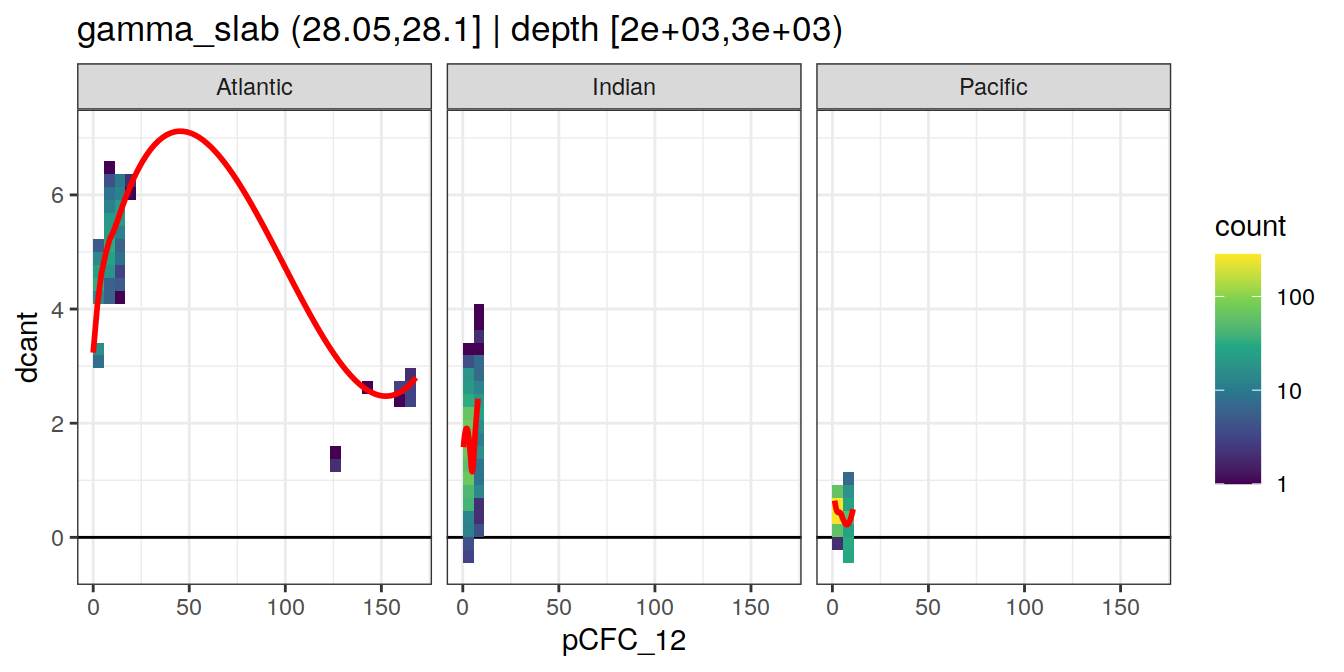 gamma_slab (28.05,28.1] | depth [2e+03,3e+03)
Atlantic
Indian
Pacific
dcant
6
4
2
0
0 50 100 150
0 50 100 150
0 50 100 150
pCFC_12
count
100
10
1